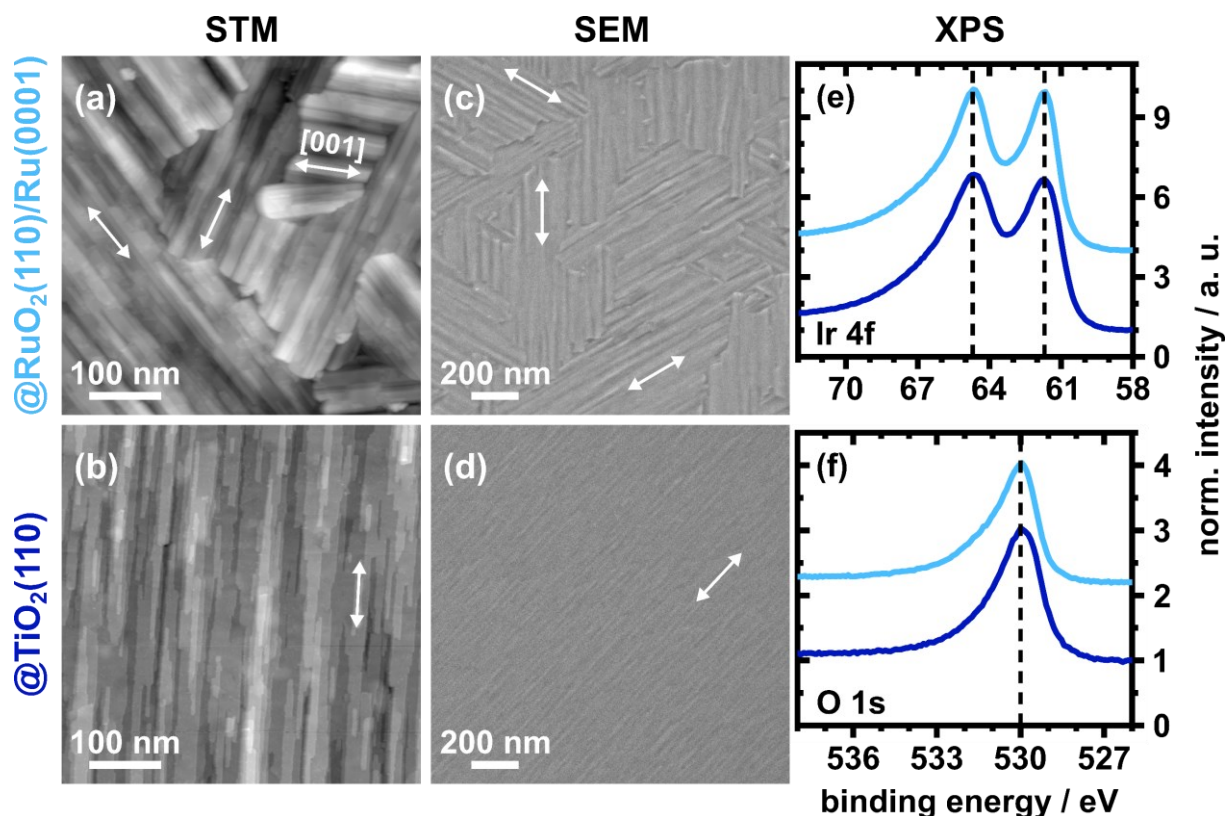 STM
SEM
XPS
@RuO₂(110)/Ru(0001)
(a)
[001]
100 nm
(c)
200 nm
(e)
Ir 4f
9
6
3
0
70 67 64 61 58
@TiO₂(110)
(b)
100 nm
(d)
200 nm
(f)
O 1s
4
3
2
1
0
536 533 530 527
binding energy / eV
norm. intensity / a. u.